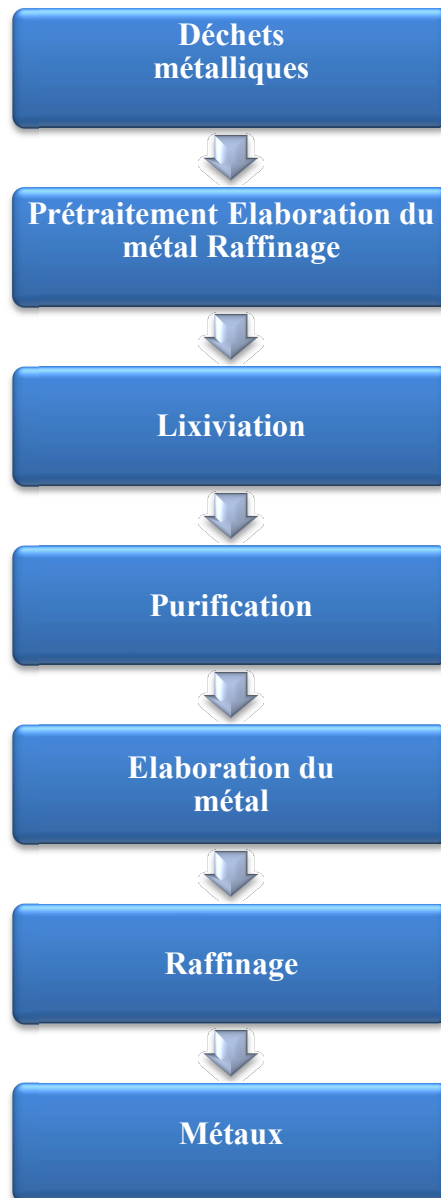 Déchets
métalliques
Prétraitement Elaboration du
métal Raffinage
Lixiviation
Purification
Elaboration du
métal
Raffinage
Métaux